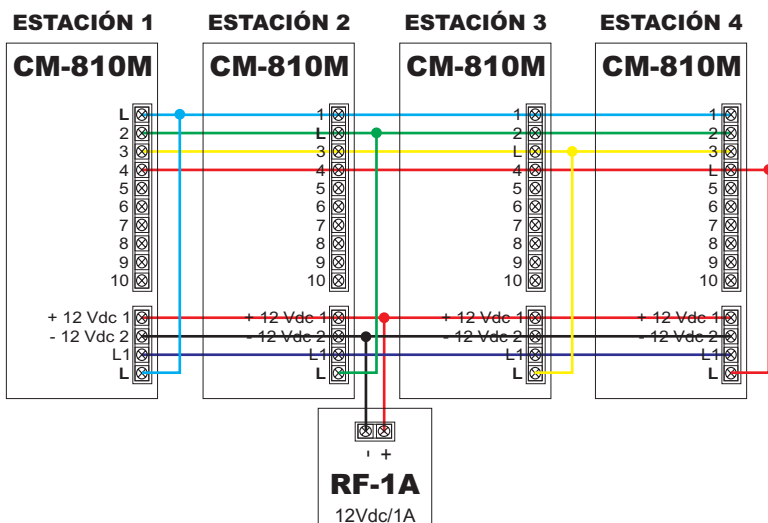 ESTACIÓN 1 ESTACIÓN 2 ESTACIÓN 3 ESTACIÓN 4
CM-810M CM-810M CM-810M CM-810M
L 1 1 1
2 L 2 2
3 3 L 3
4 4 4 L
5 5 5 5
6 6 6 6
7 7 7 7
8 8 8 8
9 9 9 9
10 10 10 10
+ 12 Vdc 1 + 12 Vdc 1 + 12 Vdc 1 + 12 Vdc 1
- 12 Vdc 2 - 12 Vdc 2 - 12 Vdc 2 - 12 Vdc 2
L1 L1 L1 L1
L L L L
- +
RF-1A
12Vdc/1A